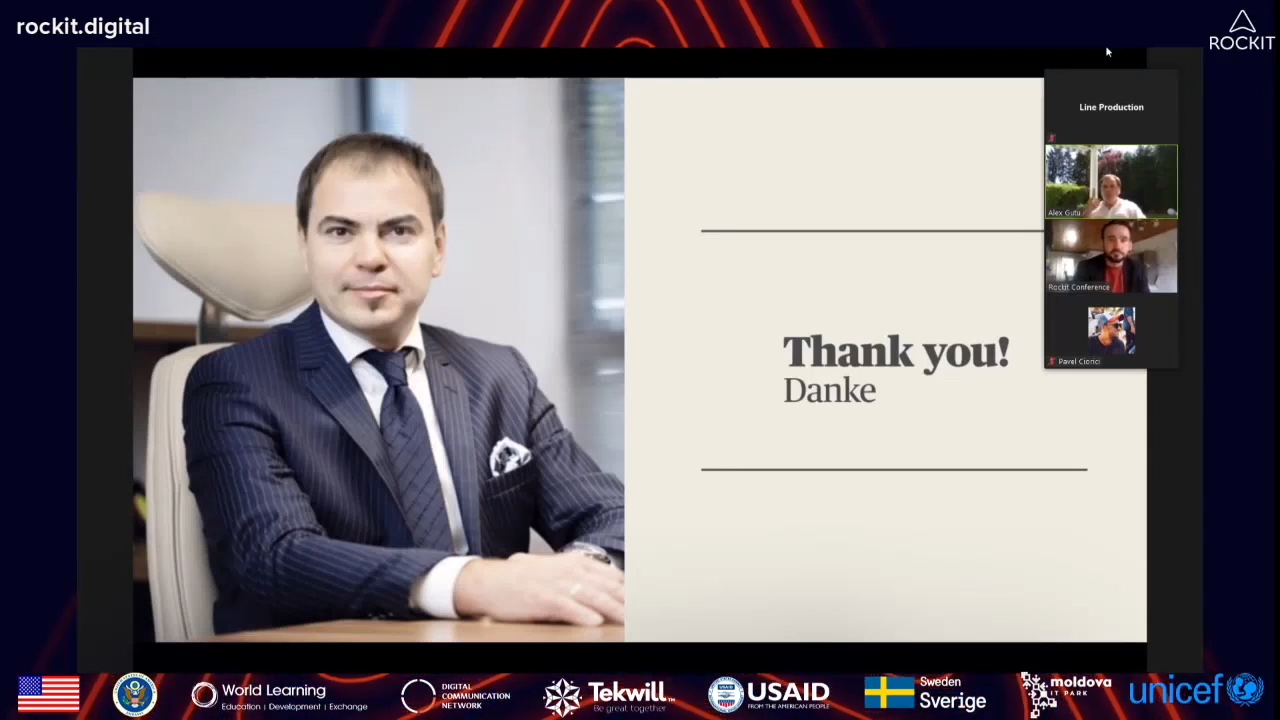 rockit.digital
ROCKIT
Line Production
Alex Gutu
Rockit Conference
Pavel Ciorici
Thank you!
Danke
World Learning
Education | Development | Exchange
DIGITAL
COMMUNICATION
NETWORK
Tekwill
Be great together
USAID
FROM THE AMERICAN PEOPLE
Sweden
Sverige
moldova
IT PARK
unicef